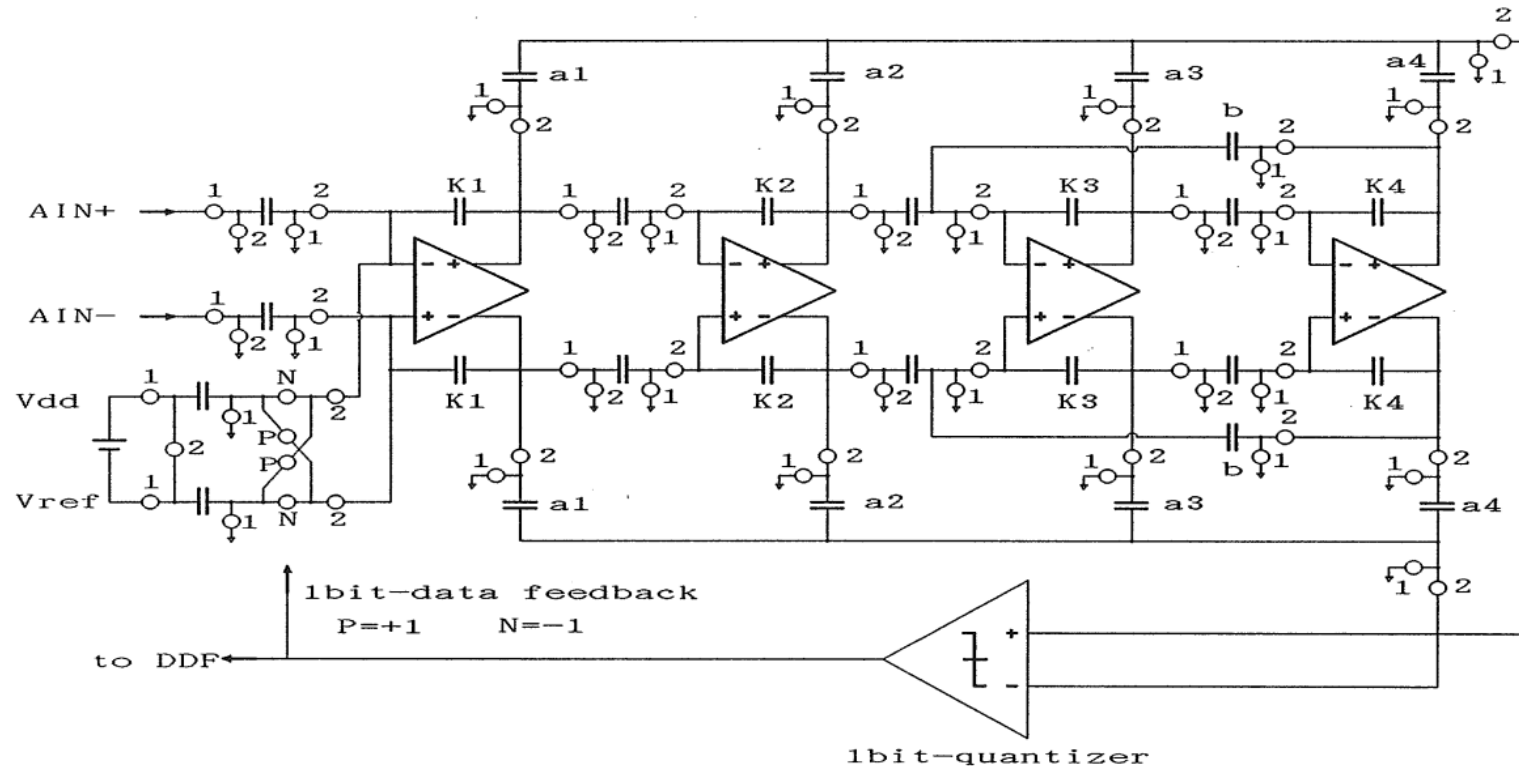 2
a1 a2 a3 a4 1
1 1 1 1
2 2 b 2 2 2
1
1 2 K1 1 2 K2 1 2 K3 1 2 K4
AIN+
2 1 2 1 2 1 2 1
- + - + - + - +
1 2
AIN-
+ - + - + - + -
2 1 1 2 1 2 1 2
1 N K1 2 1 K2 2 1 K3 2 1 K4
Vdd 2
1 P 2
2 P 2 2 b 1 2 2
1 1 1 1 1
Vref 1 N 2 a1 a2 a3 a4
1
1 2
1bit-data feedback
P=+1 N=-1 +
to DDF
-
1bit-quantizer